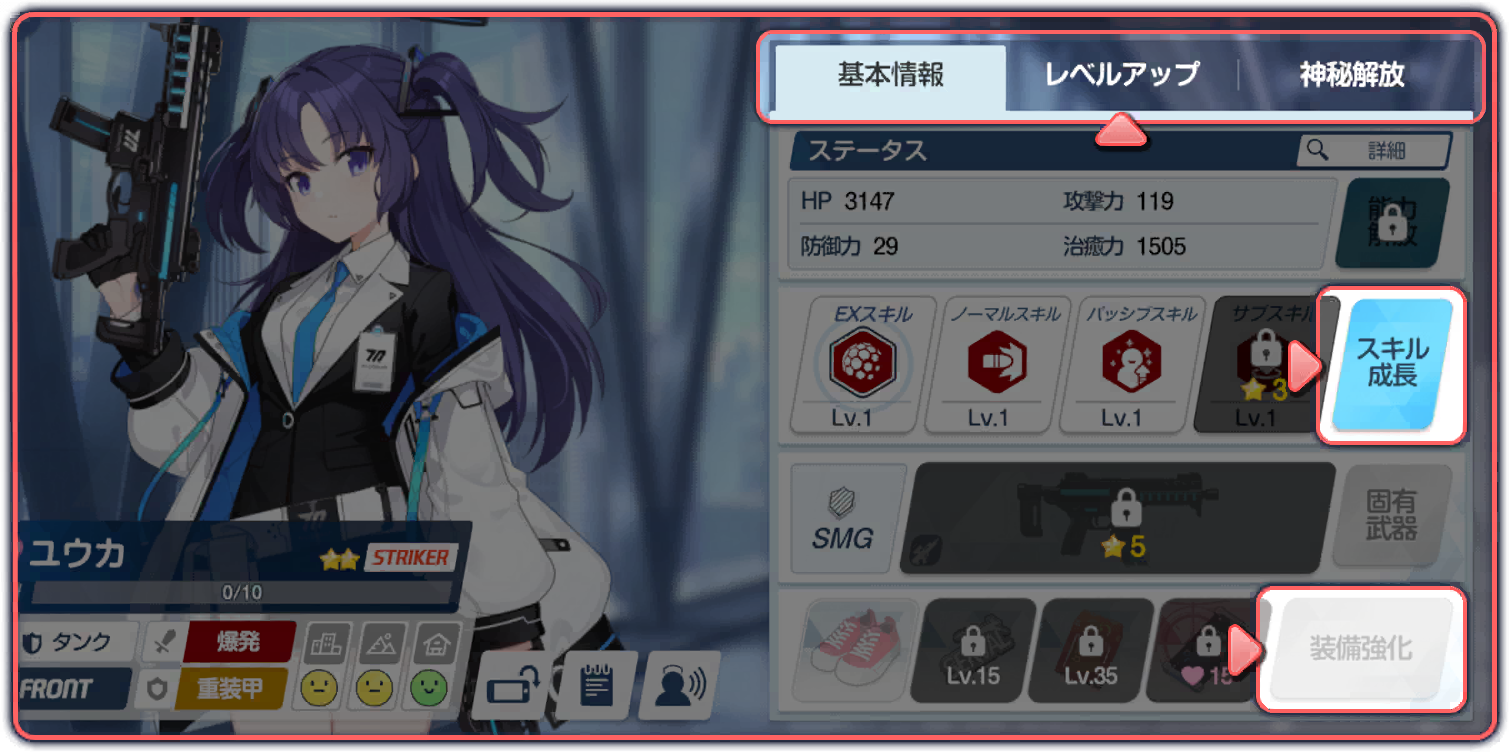 基本情報
レベルアップ
神秘解放
ステータス
詳細
HP 3147
攻撃力 119
防御力 29
治癒力 1505
能力
解放
EXスキル
ノーマルスキル
パッシブスキル
サブスキル
3
Lv.1
Lv.1
Lv.1
Lv.1
スキル
成長
SMG
5
固有
武器
Lv.15
Lv.35
15
装備強化
ユウカ
STRIKER
0/10
タンク
爆発
FRONT
重装甲